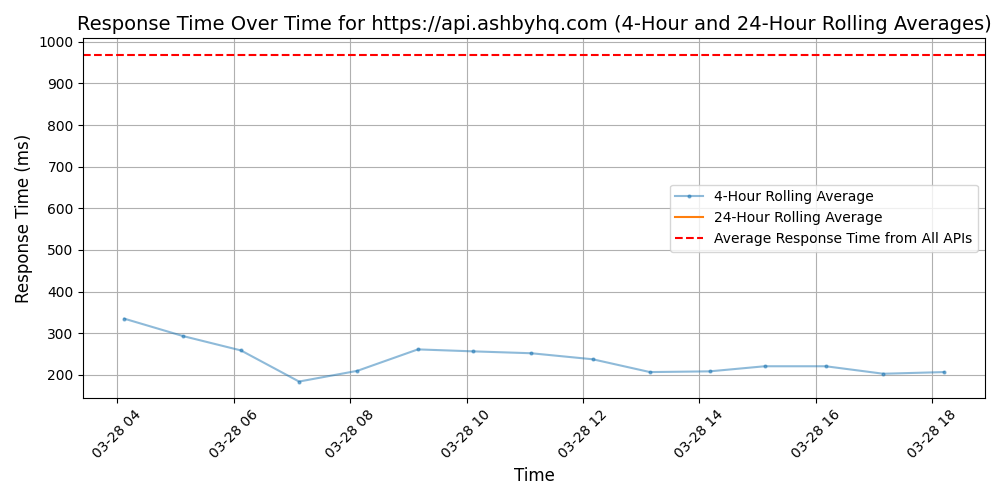 Response Time Over Time for https://api.ashbyhq.com (4-Hour and 24-Hour Rolling Averages)
Response Time (ms)
1000
900
800
700
600
500
400
300
200
4-Hour Rolling Average
24-Hour Rolling Average
Average Response Time from All APIs
03-28 04
03-28 06
03-28 08
03-28 10
03-28 12
03-28 14
03-28 16
03-28 18
Time